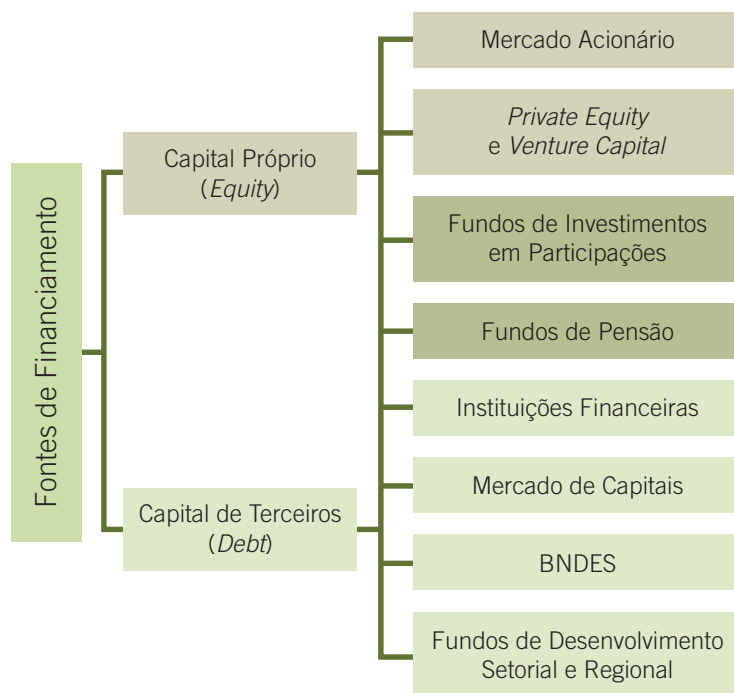 Fontes de Financiamento
Capital Próprio
(Equity)
Capital de Terceiros
(Debt)
Mercado Acionário
Private Equity
e Venture Capital
Fundos de Investimentos
em Participações
Fundos de Pensão
Instituições Financeiras
Mercado de Capitais
BNDES
Fundos de Desenvolvimento
Setorial e Regional